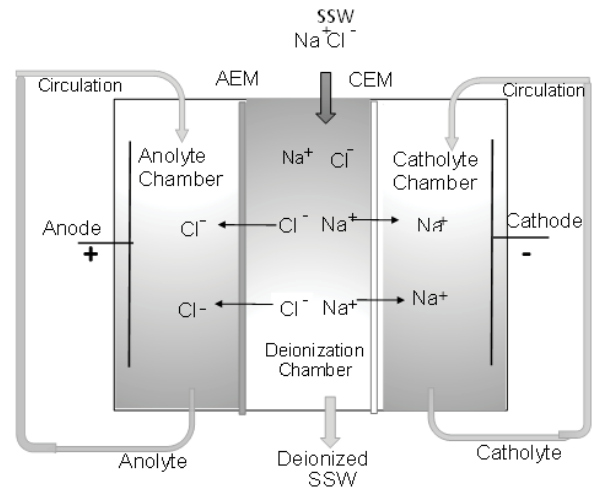 SSW
Na+Cl-
Circulation
AEM
CEM
Circulation
Anolyte
Chamber
Na+ Cl-
Catholyte
Chamber
Anode
+
Cl-
Cl-
Na+
Na+
Cathode
-
Cl-
Cl-
Na+
Na+
Deionization
Chamber
Anolyte
Deionized
SSW
Catholyte